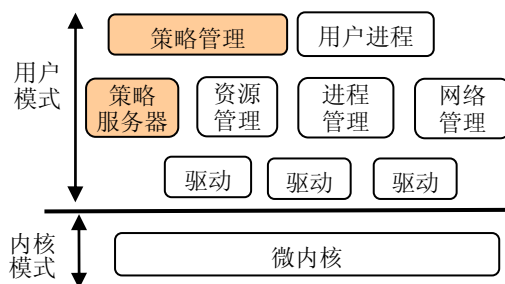 策略管理
用户进程
用户
模式
策略
服务器
资源
管理
进程
管理
网络
管理
驱动
驱动
驱动
内核
模式
微内核